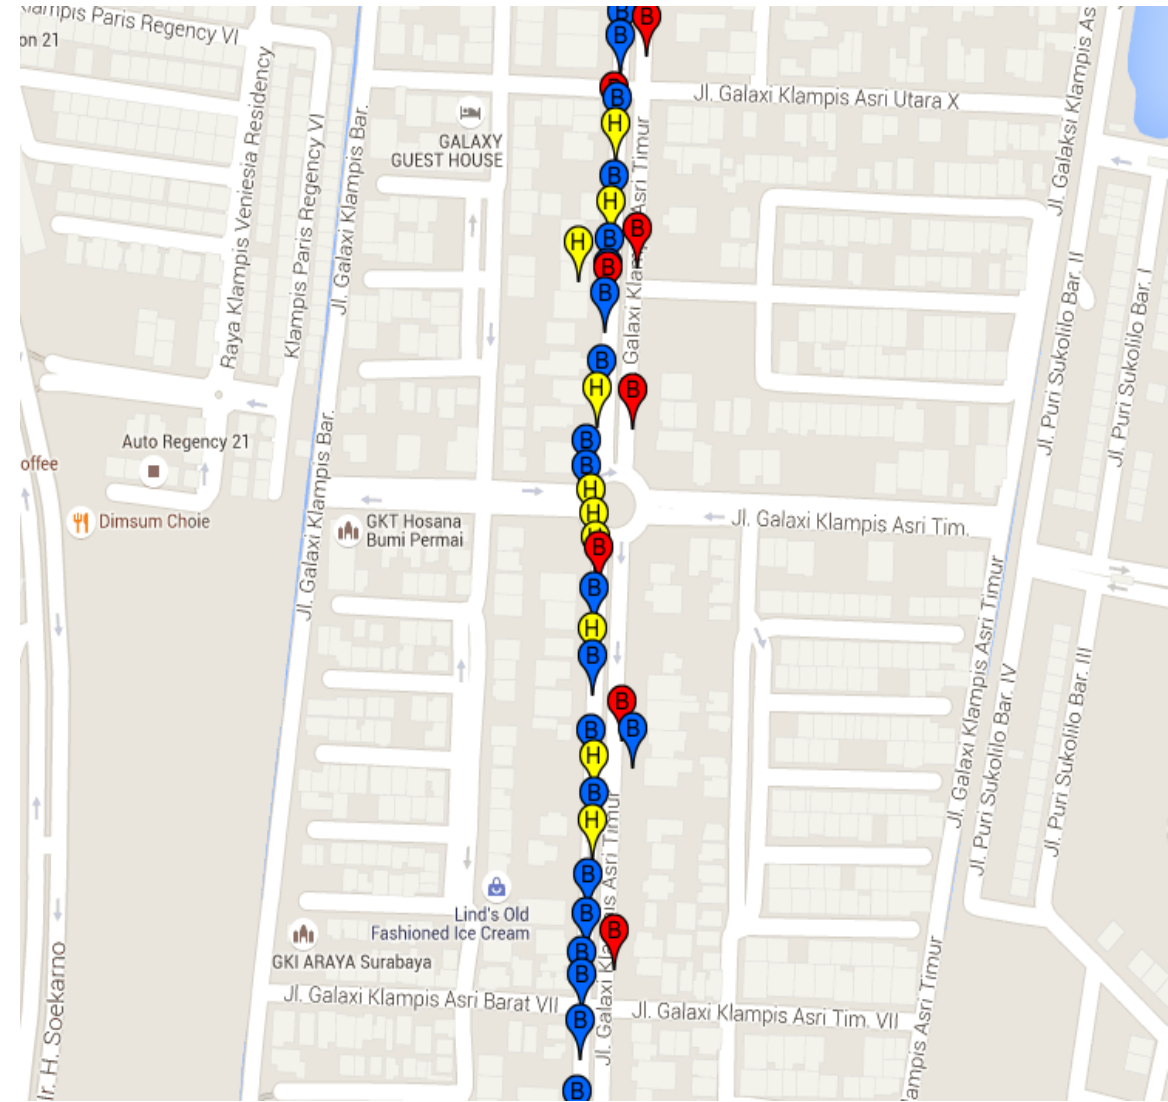 Klampis Paris Regency VI
on 21
B
B
B
B
Jl. Galaxi Klampis Asri Utara X
H
GALAXY
GUEST HOUSE
Raya Klampis Veniesia Residency
Klampis Paris Regency VI
Jl. Galaxi Klampis Bar.
B
H
B
B
H
B
B
Galaxi Klampis Asri Timur
Jl. Galaksi Klampis As
Jl. Puri Sukolilo Bar. II
Jl. Puri Sukolilo Bar. I
B
H
B
Auto Regency 21
offee
Dimsum Choie
Jl. Galaxi Klampis Bar.
B
B
H
H
B
GKT Hosana
Bumi Permai
Jl. Galaxi Klampis Asri Tim.
B
H
B
B
B
B
H
B
H
Jl. Galaxi Klampis Asri Timur
Jl. Galaxi Klampis Asri Timur
Jl. Puri Sukolilo Bar. IV
Jl. Puri Sukolilo Bar. III
B
B
B
Lind's Old
Fashioned Ice Cream
B
B
GKI ARAYA Surabaya
Jl. Galaxi Klampis Asri Barat VII
B
Jl. Galaxi Klampis Asri Tim. VII
Ir. H. Soekarno
ampis Asri Timur
B